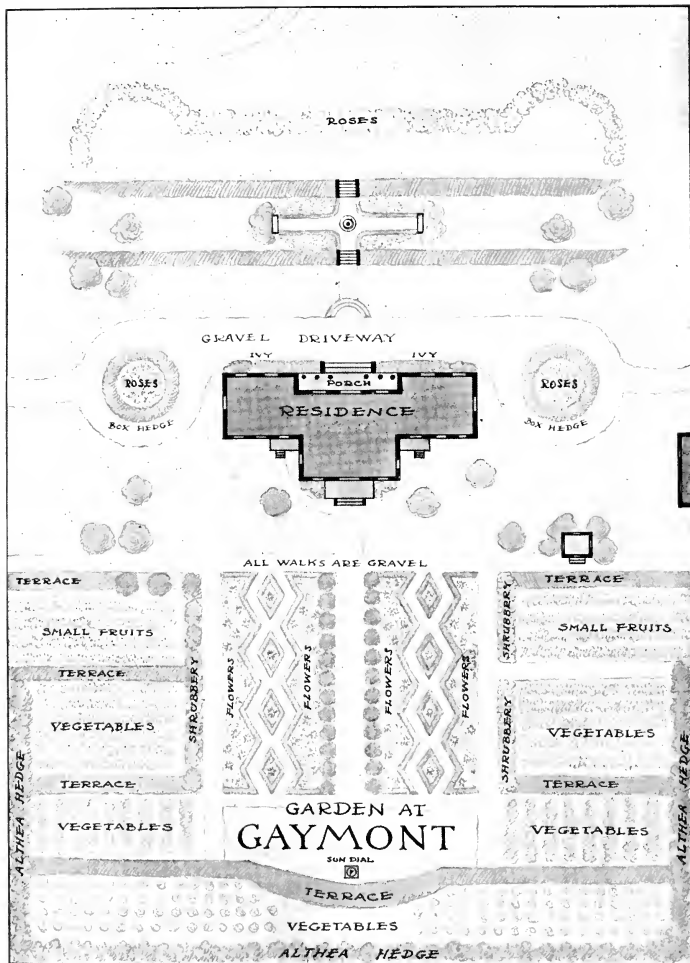 ROSES
GRAVEL DRIVEWAY
IVY IVY
ROSES
PORCH
ROSES
RESIDENCE
BOX HEDGE
BOX HEDGE
ALL WALKS ARE GRAVEL
TERRACE
TERRACE
SMALL FRUITS
SHRUBBERY
SMALL FRUITS
TERRACE
SHRUBBERY
FLOWERS
FLOWERS
FLOWERS
FLOWERS
VEGETABLES
SHRUBBERY
VEGETABLES
TERRACE
TERRACE
ALTHEA HEDGE
VEGETABLES
GARDEN AT
GAYMONT
VEGETABLES
ALTHEA HEDGE
SUN DIAL
TERRACE
VEGETABLES
ALTHEA HEDGE